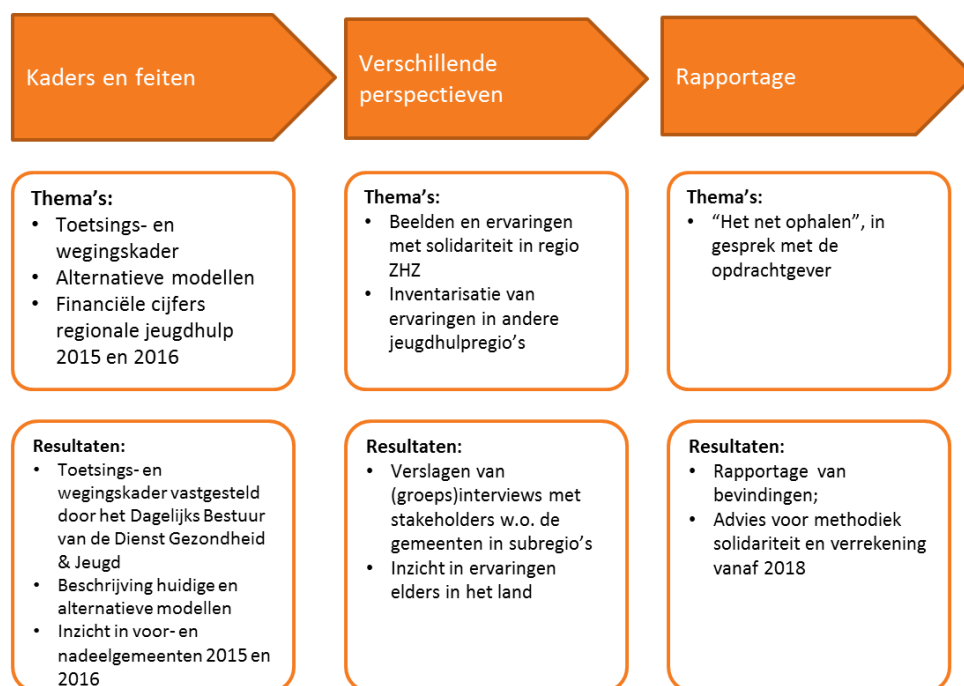 Kaders en feiten
Verschillende
perspectieven
Rapportage
Thema's:
• Toetsings- en
wegingskader
• Alternatieve modellen
• Financiële cijfers
regionale jeugdhulp
2015 en 2016
Thema's:
• Beelden en ervaringen
met solidariteit in regio
ZHZ
• Inventarisatie van
ervaringen in andere
jeugdhulpregio's
Thema's:
• “Het net ophalen”, in
gesprek met de
opdrachtgever
Resultaten:
• Toetsings- en
wegingskader vastgesteld
door het Dagelijks Bestuur
van de Dienst Gezondheid
& Jeugd
• Beschrijving huidige en
alternatieve modellen
• Inzicht in voor- en
nadeelgemeenten 2015 en
2016
Resultaten:
• Verslagen van
(groeps)interviews met
stakeholders w.o. de
gemeenten in subregio's
• Inzicht in ervaringen
elders in het land
Resultaten:
• Rapportage van
bevindingen;
• Advies voor methodiek
solidariteit en verrekening
vanaf 2018